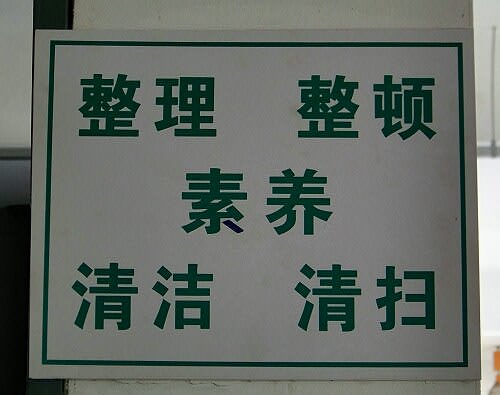 整理 整顿
素养
清洁 清扫